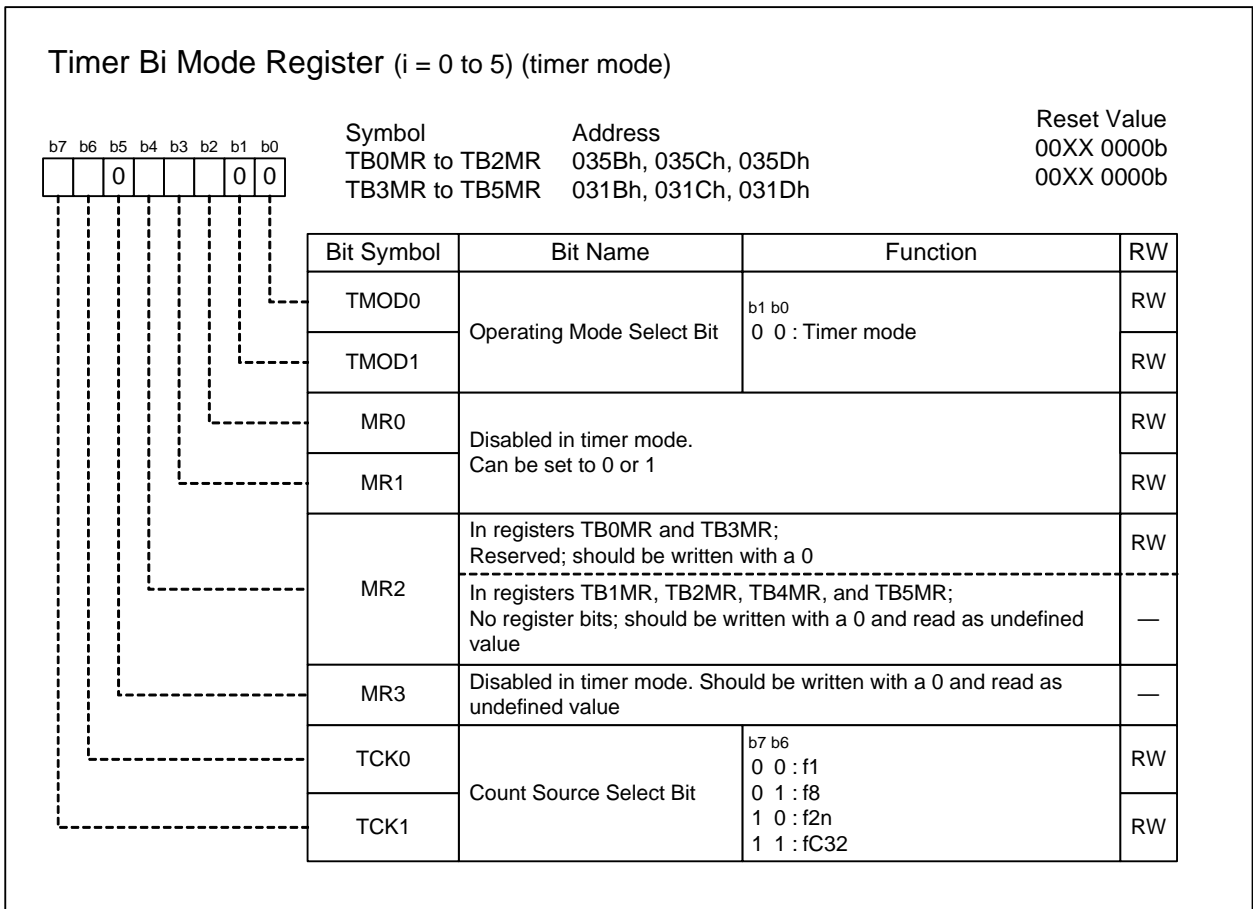 Timer Bi Mode Register (i = 0 to 5) (timer mode)
b7 b6 b5 b4 b3 b2 b1 b0
0 0 0
Symbol Address Reset Value
TB0MR to TB2MR 035Bh, 035Ch, 035Dh 00XX 0000b
TB3MR to TB5MR 031Bh, 031Ch, 031Dh 00XX 0000b
Bit Symbol Bit Name Function RW
TMOD0 RW
Operating Mode Select Bit
b1 b0
0 0 : Timer mode
TMOD1 RW
MR0 RW
Disabled in timer mode.
Can be set to 0 or 1
MR1 RW
MR2
In registers TB0MR and TB3MR;
Reserved; should be written with a 0
RW
In registers TB1MR, TB2MR, TB4MR, and TB5MR;
No register bits; should be written with a 0 and read as undefined
value
—
MR3
Disabled in timer mode. Should be written with a 0 and read as
undefined value
—
TCK0 RW
Count Source Select Bit
b7 b6
0 0 : f1
0 1 : f8
1 0 : f2n
1 1 : fC32
TCK1 RW